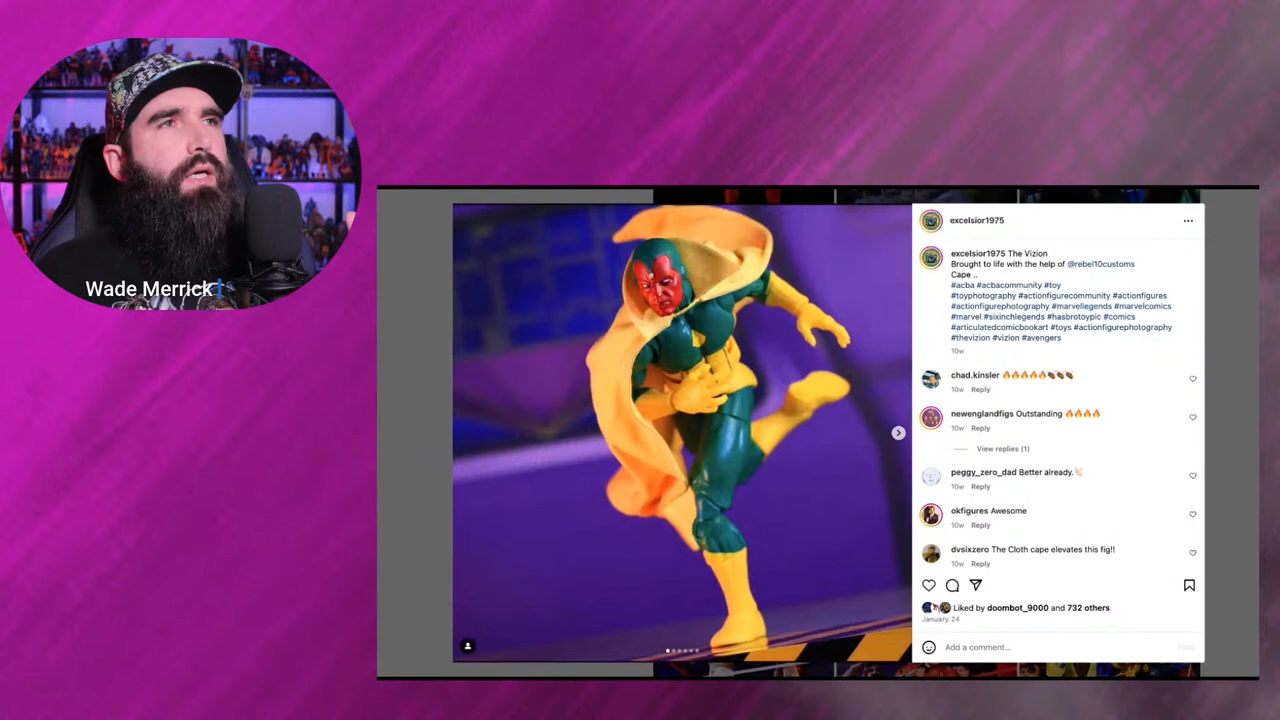 Wade Merrick
excelsior1975
excelsior1975 The Vizion
Brought to life with the help of @rebel10customs
Cape ..
#acba #acbacommunity #toy
#toyphotography #actionfigurecommunity #actionfigures
#actionfigurephotography #marvellegends #marvelcomics
#marvel #sixinchlegends #hasbrotoypic #comics
#articulatedcomicbookart #toys #actionfigurephotography
#thevizion #vizion #avengers
10w
chad.kinsler 🔥🔥🔥🔥🔥👏🏾👏🏾👏🏾
10w Reply
newenglandfigs Outstanding 🔥🔥🔥🔥
10w Reply
View replies (1)
peggy_zero_dad Better already.👏🏻
10w Reply
okfigures Awesome
10w Reply
dvsixzero The Cloth cape elevates this fig!!
10w Reply
Liked by doombot_9000 and 732 others
January 24
Add a comment...
Post